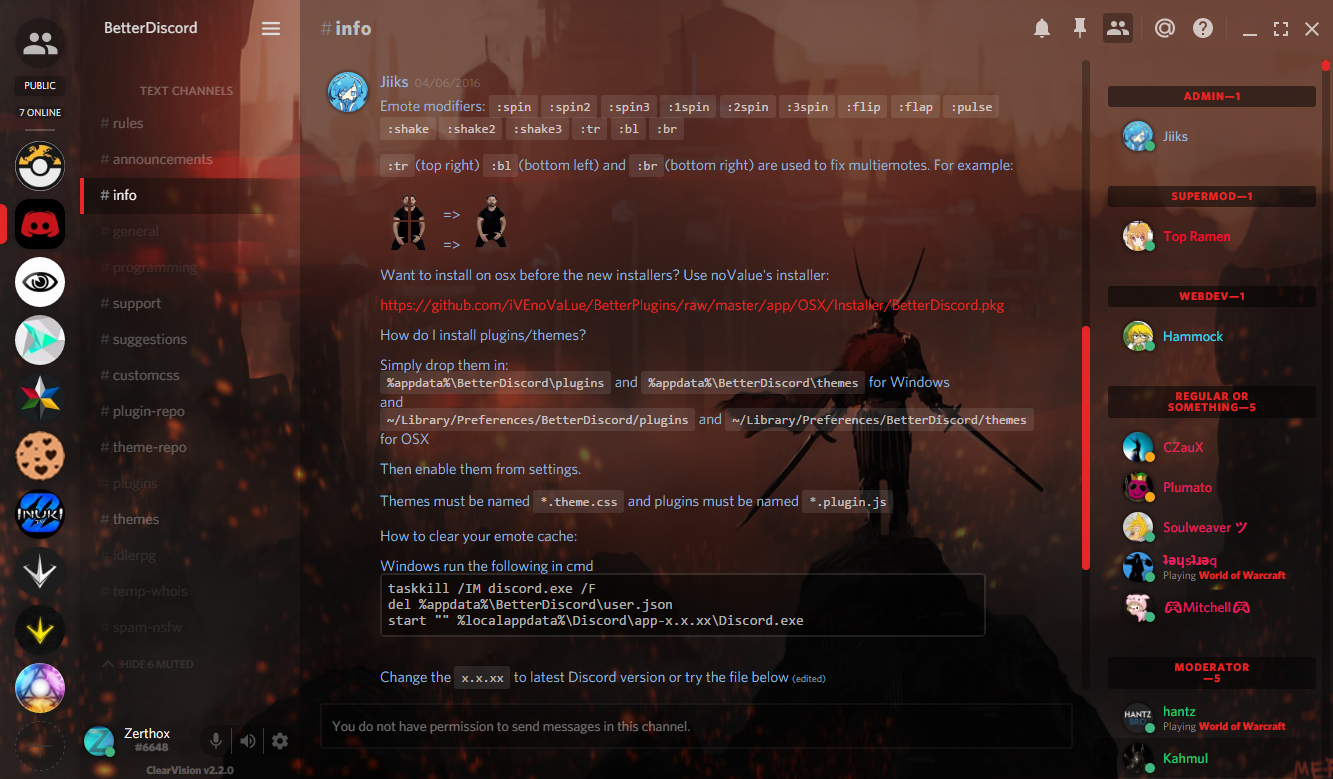 PUBLIC
7 ONLINE
BetterDiscord
TEXT CHANNELS
# rules
# announcements
# info
# general
# programming
# support
# suggestions
# customcss
# plugin-repo
# theme-repo
# plugins
# themes
# idlerpg
# temp-whois
# spam-nsfw
HIDE 6 MUTED
Zerthox
#6648
ClearVision v2.2.0
# info
Jiiks 04/06/2016
Emote modifiers: :spin :spin2 :spin3 :1spin :2spin :3spin :flip :flap :pulse
:shake :shake2 :shake3 :tr :bl :br
:tr (top right) :bl (bottom left) and :br (bottom right) are used to fix multiemotes. For example:
=>
=>
Want to install on osx before the new installers? Use noValue's installer:
https://github.com/iVEnoVaLue/BetterPlugins/raw/master/app/OSX/Installer/BetterDiscord.pkg
How do I install plugins/themes?
Simply drop them in:
%appdata%\BetterDiscord\plugins and %appdata%\BetterDiscord\themes for Windows
and
~/Library/Preferences/BetterDiscord/plugins and ~/Library/Preferences/BetterDiscord/themes
for OSX
Then enable them from settings.
Themes must be named *.theme.css and plugins must be named *.plugin.js
How to clear your emote cache:
Windows run the following in cmd
taskkill /IM discord.exe /F
del %appdata%\BetterDiscord\user.json
start "" %localappdata%\Discord\app-x.x.xx\Discord.exe
Change the x.x.xx to latest Discord version or try the file below (edited)
You do not have permission to send messages in this channel.
ADMIN—1
Jiiks
SUPERMOD—1
Top Ramen
WEBDEV—1
Hammock
REGULAR OR
SOMETHING—5
CZauX
Plumato
Soulweaver ツ
Playing World of Warcraft
Mitchell
MODERATOR
—5
hantz
Playing World of Warcraft
Kahmul
HANTZ
BRO
INUKI